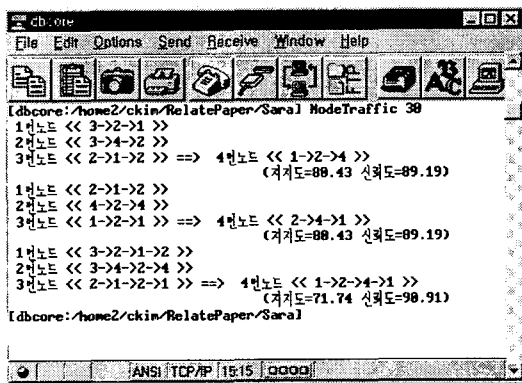 dbcore
File Edit Options Send Receive Window Help
[dbcore:/home2/ckim/RelatePaper/Sara] NodeTraffic 30
1번노드 << 3->2->1 >>
2번노드 << 3->4->2 >>
3번노드 << 2->1->2 >> ==> 4번노드 << 1->2->4 >>
(지지도=80.43 신뢰도=89.19)
1번노드 << 2->1->2 >>
2번노드 << 4->2->4 >>
3번노드 << 1->2->1 >> ==> 4번노드 << 2->4->1 >>
(지지도=80.43 신뢰도=89.19)
1번노드 << 3->2->1->2 >>
2번노드 << 3->4->2->4 >>
3번노드 << 2->1->2->1 >> ==> 4번노드 << 1->2->4->1 >>
(지지도=71.74 신뢰도=90.91)
[dbcore:/home2/ckim/RelatePaper/Sara]
ANSI TCP/IP 15:15